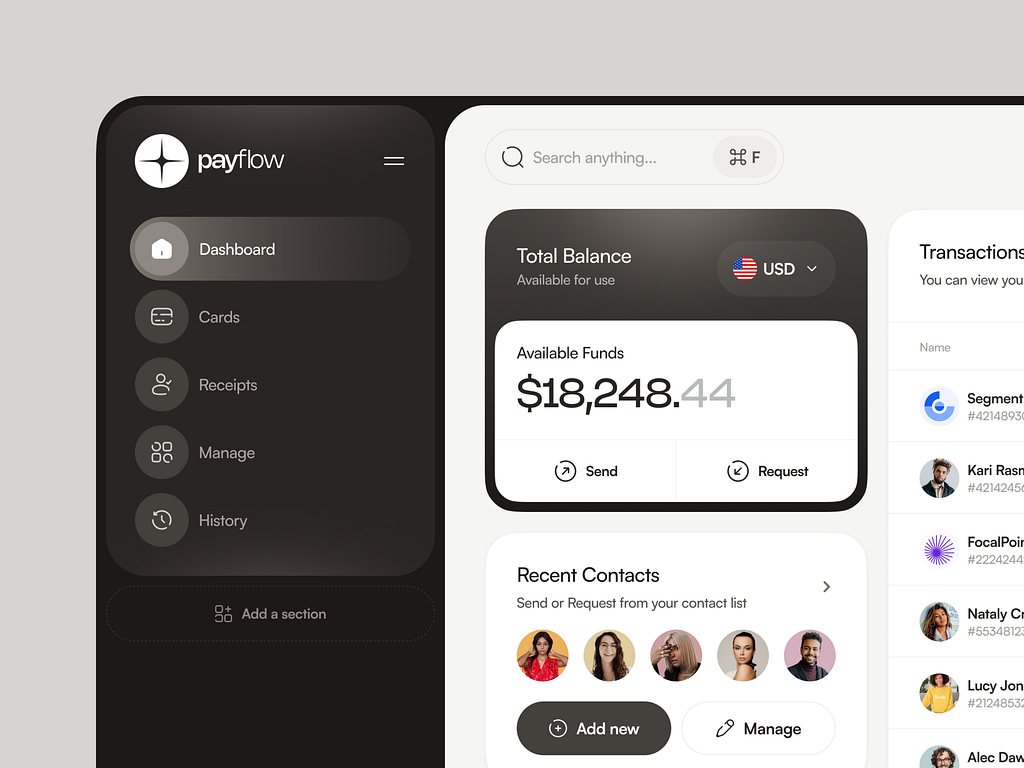 payflow
Dashboard
Cards
Receipts
Manage
History
Add a section
Search anything...
⌘ F
Total Balance
Available for use
USD
Available Funds
$18,248.44
Send
Request
Recent Contacts
Send or Request from your contact list
Add new
Manage
Transactions
You can view you
Name
Segment
#4214893
Kari Rasm
#4214245
FocalPoin
#2224244
Nataly Cr
#5534812
Lucy Jon
#2124853
Alec Daw